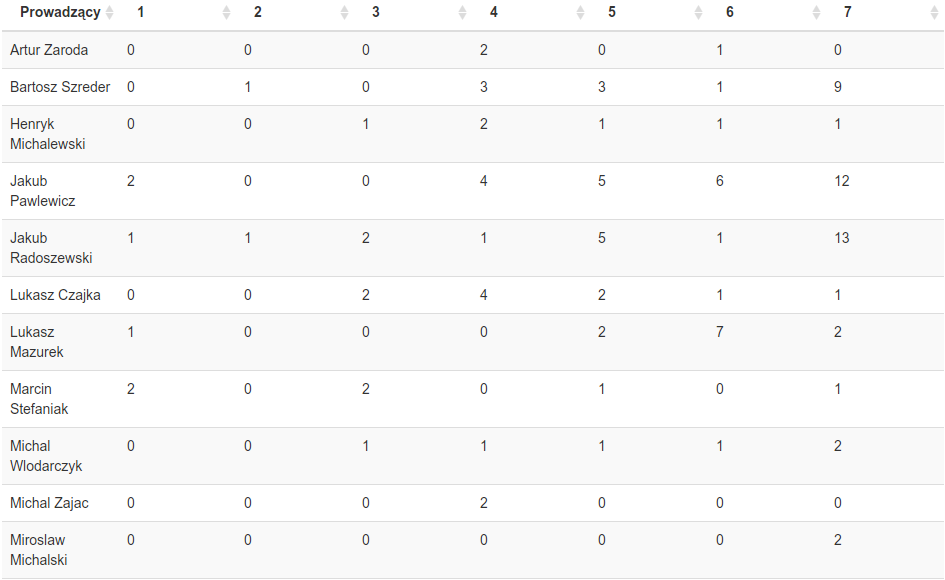 Prowadzący 1 2 3 4 5 6 7
Artur Zaroda 0 0 0 2 0 1 0
Bartosz Szreder 0 1 0 3 3 1 9
Henryk 0 0 1 2 1 1 1
Michalewski
Jakub 2 0 0 4 5 6 12
Pawlewicz
Jakub 1 1 2 1 5 1 13
Radoszewski
Lukasz Czajka 0 0 2 4 2 1 1
Lukasz 1 0 0 0 2 7 2
Mazurek
Marcin 2 0 2 0 1 0 1
Stefaniak
Michal 0 0 1 1 1 1 2
Wlodarczyk
Michal Zajac 0 0 0 2 0 0 0
Miroslaw 0 0 0 0 0 0 2
Michalski